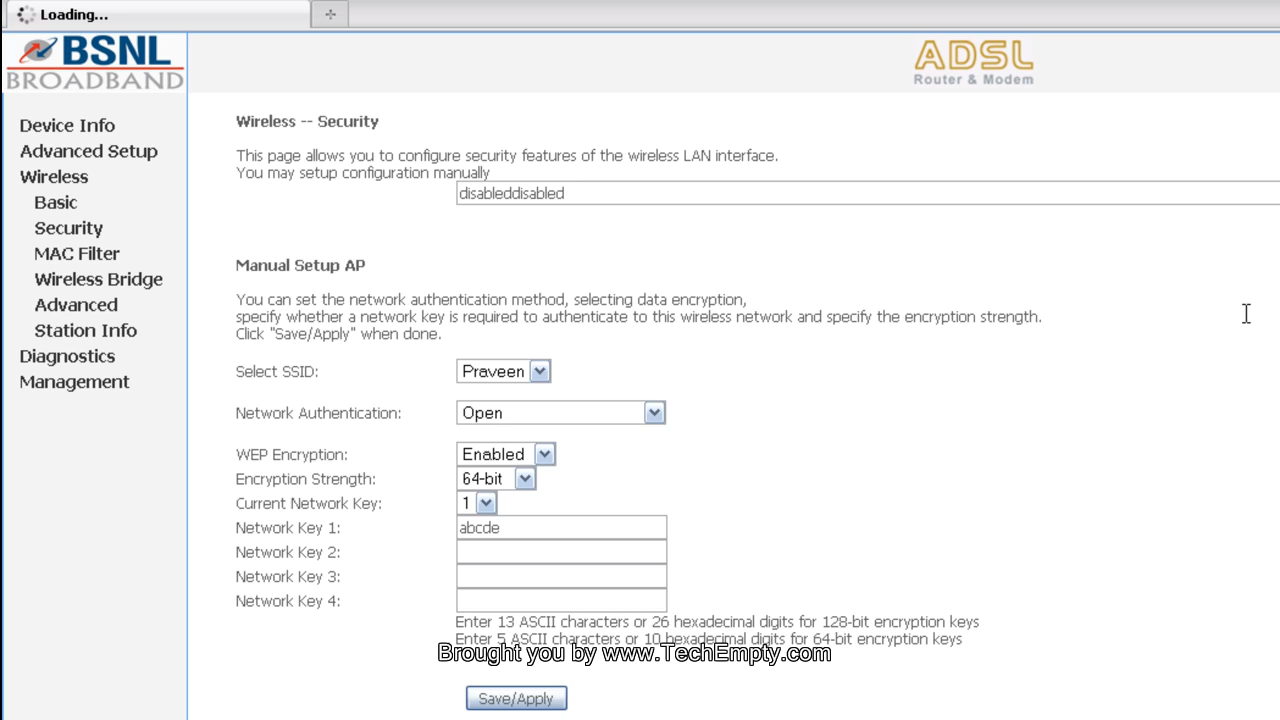 Loading...
BSNL
BROADBAND
ADSL
Router & Modem
Device Info
Advanced Setup
Wireless
Basic
Security
MAC Filter
Wireless Bridge
Advanced
Station Info
Diagnostics
Management
Wireless -- Security
This page allows you to configure security features of the wireless LAN interface.
You may setup configuration manually
disableddisabled
Manual Setup AP
You can set the network authentication method, selecting data encryption,
specify whether a network key is required to authenticate to this wireless network and specify the encryption strength.
Click "Save/Apply" when done.
Select SSID: Praveen
Network Authentication: Open
WEP Encryption: Enabled
Encryption Strength: 64-bit
Current Network Key: 1
Network Key 1: abcde
Network Key 2:
Network Key 3:
Network Key 4:
Enter 13 ASCII characters or 26 hexadecimal digits for 128-bit encryption keys
Enter 5 ASCII characters or 10 hexadecimal digits for 64-bit encryption keys
Brought you by www.TechEmpty.com
Save/Apply